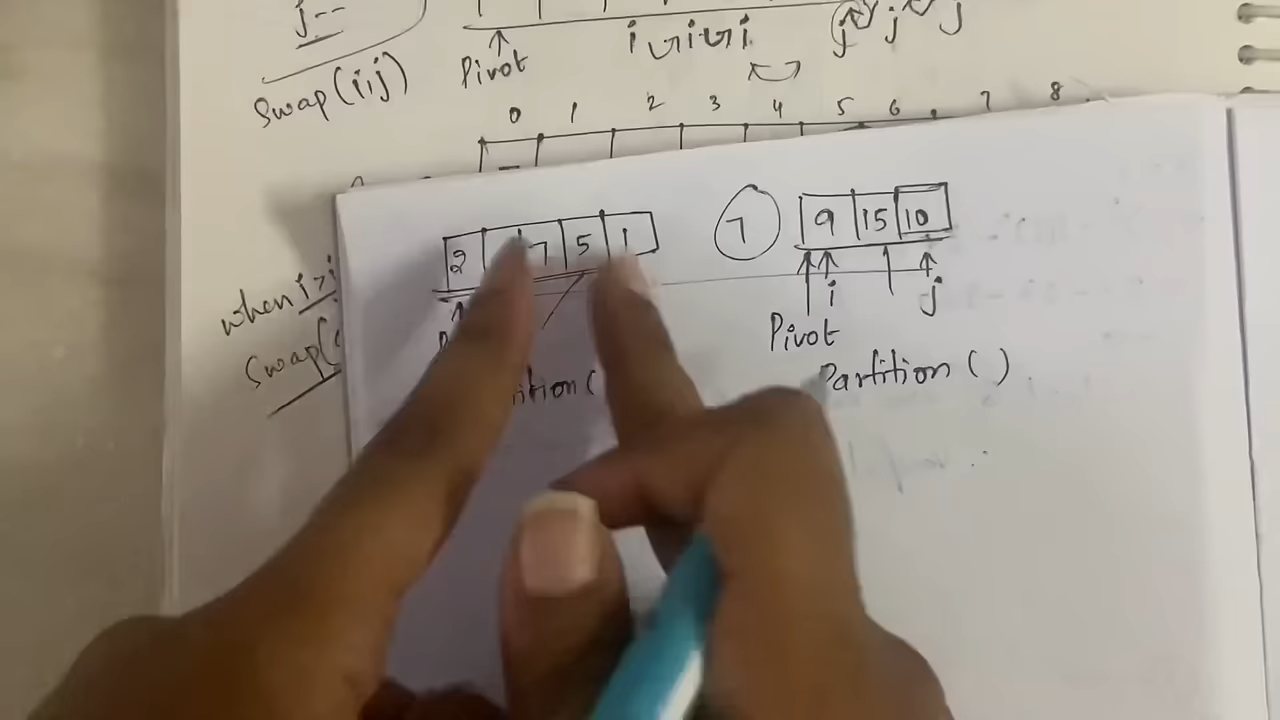 j--
Swap(i,j)
Pivot
i i i j j j
0 1 2 3 4 5 6 7 8
2 7 5 1
7
9 15 10
i j
when i>j
Swap(
Pivot
ition(
Partition ()